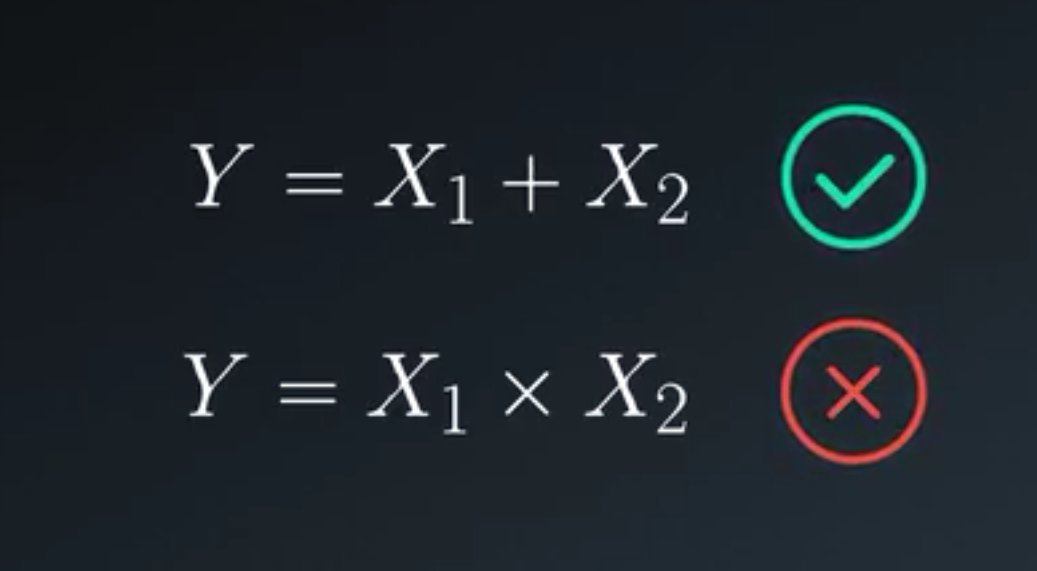 Y = X₁ + X₂
Y = X₁ × X₂